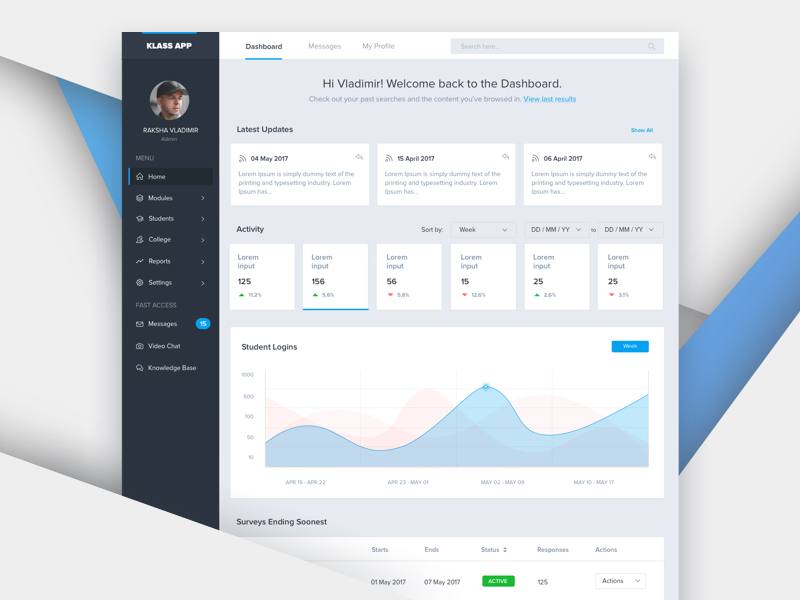 KLASS APP
Dashboard
Messages
My Profile
Search here...
RAKSHA VLADIMIR
Admin
MENU
Home
Modules
Students
College
Reports
Settings
FAST ACCESS
Messages 15
Video Chat
Knowledge Base
Hi Vladimir! Welcome back to the Dashboard.
Check out your past searches and the content you've browsed in. View last results
Latest Updates
Show All
04 May 2017
Lorem Ipsum is simply dummy text of the
printing and typesetting industry. Lorem
Ipsum has...
15 April 2017
Lorem Ipsum is simply dummy text of the
printing and typesetting industry. Lorem
Ipsum has...
06 April 2017
Lorem Ipsum is simply dummy text of the
printing and typesetting industry. Lorem
Ipsum has...
Activity
Sort by: Week DD / MM / YY to DD / MM / YY
Lorem
input
125
11,2%
Lorem
input
156
5,6%
Lorem
input
56
5,8%
Lorem
input
15
12,6%
Lorem
input
25
2,6%
Lorem
input
25
3,1%
Student Logins
Week
1000
500
100
50
10
APR 15 - APR 22
APR 23 - MAY 01
MAY 02 - MAY 09
MAY 10 - MAY 17
Surveys Ending Soonest
Starts Ends Status Responses Actions
01 May 2017 07 May 2017 ACTIVE 125 Actions